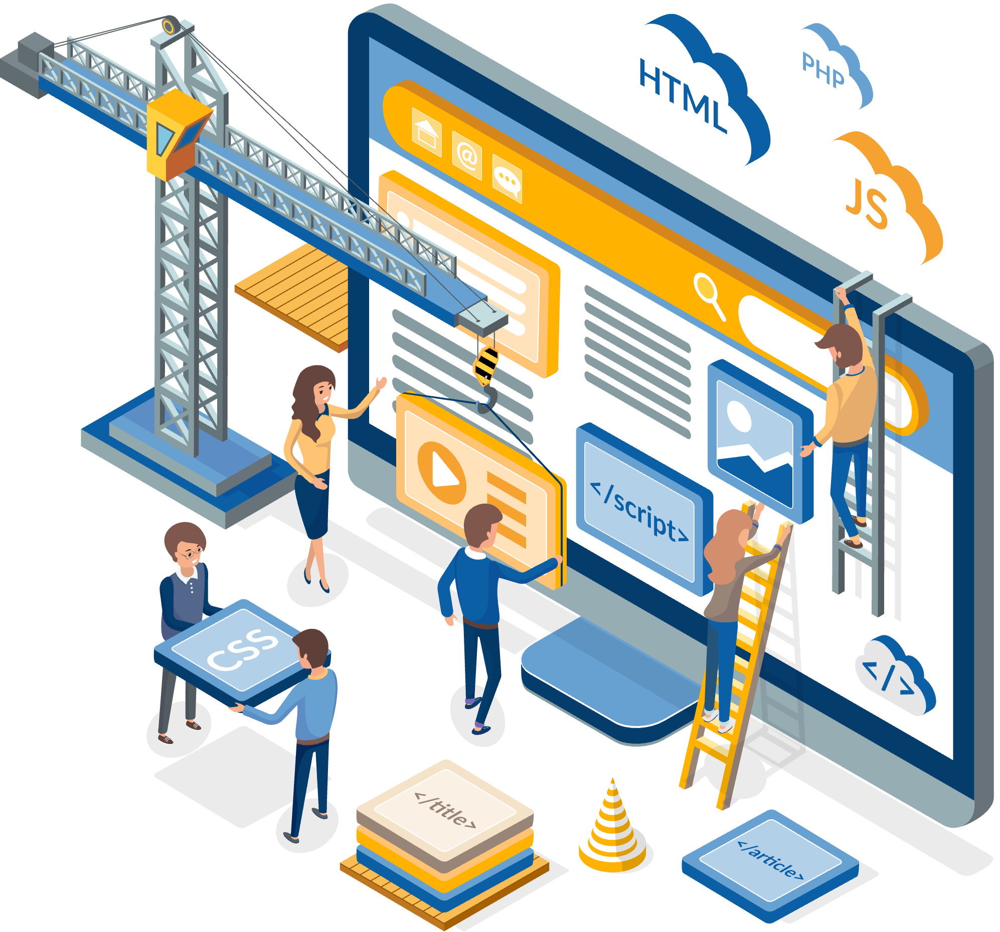 HTML
PHP
JS
@
</script>
</>
CSS
</title>
</article>